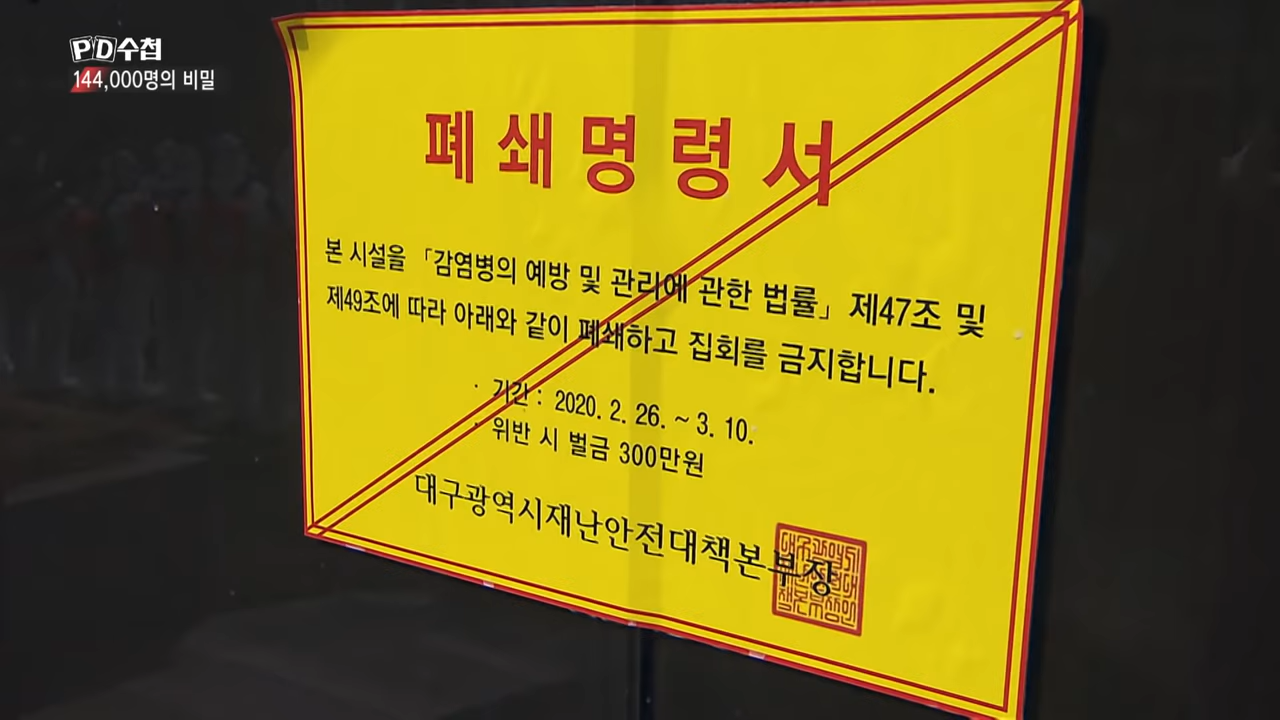 PD수첩
144,000명의 비밀
폐쇄명령서
본 시설을 「감염병의 예방 및 관리에 관한 법률」 제47조 및
제49조에 따라 아래와 같이 폐쇄하고 집회를 금지합니다.
· 기간 : 2020. 2. 26. ~ 3. 10.
· 위반 시 벌금 300만원
대구광역시재난안전대책본부장